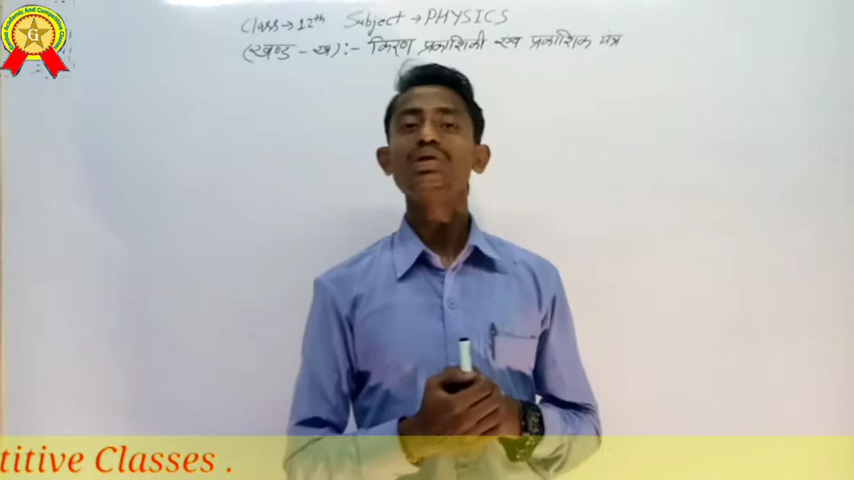 Class → 12th Subject → PHYSICS
(खण्ड - ख) :- किरण प्रकाशिकी एवं प्रकाशिक यंत्र
G
titive Classes .